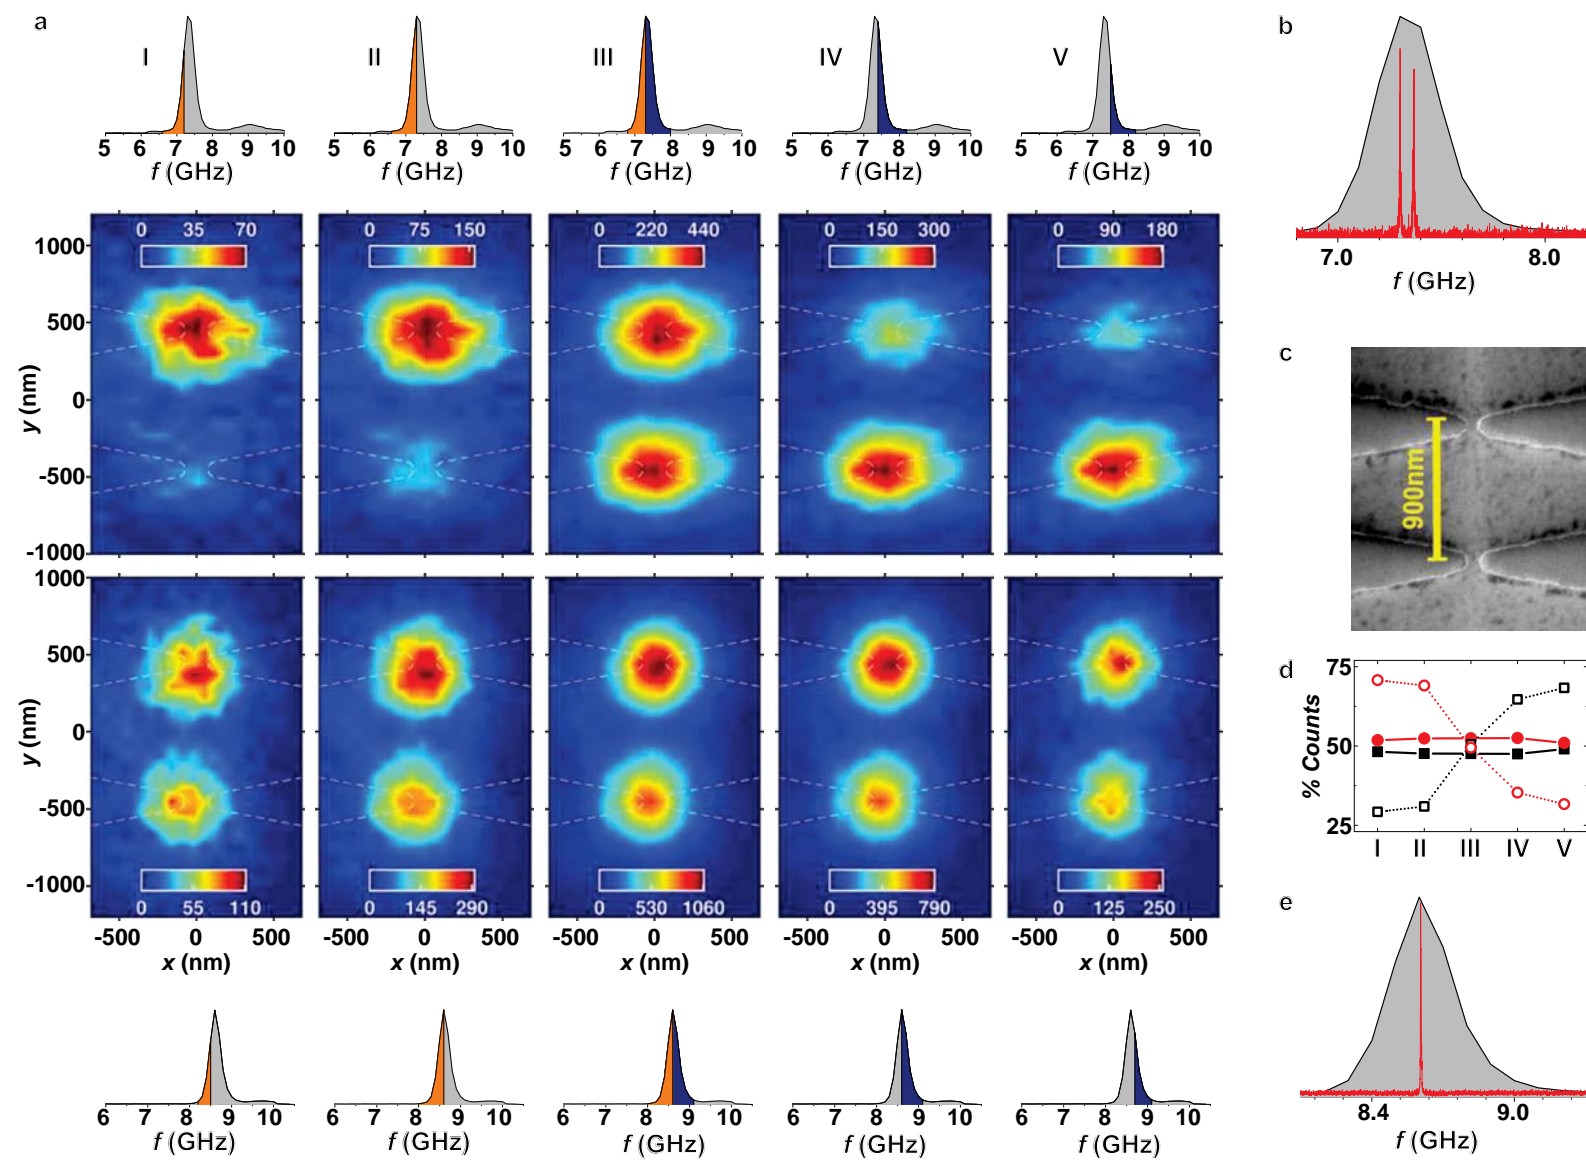 a
I II III IV V
5 6 7 8 9 10 5 6 7 8 9 10 5 6 7 8 9 10 5 6 7 8 9 10 5 6 7 8 9 10
f (GHz) f (GHz) f (GHz) f (GHz) f (GHz)
0 35 70 0 75 150 0 220 440 0 150 300 0 90 180
1000
500
0
-500
-1000
y (nm)
1000
500
0
-500
-1000
y (nm)
0 55 110 0 145 290 0 530 1060 0 395 790 0 125 250
-500 0 500 -500 0 500 -500 0 500 -500 0 500 -500 0 500
x (nm) x (nm) x (nm) x (nm) x (nm)
6 7 8 9 10 6 7 8 9 10 6 7 8 9 10 6 7 8 9 10 6 7 8 9 10
f (GHz) f (GHz) f (GHz) f (GHz) f (GHz)
b
7.0 8.0
f (GHz)
c
900nm
d
75
50
25
% Counts
I II III IV V
e
8.4 9.0
f (GHz)